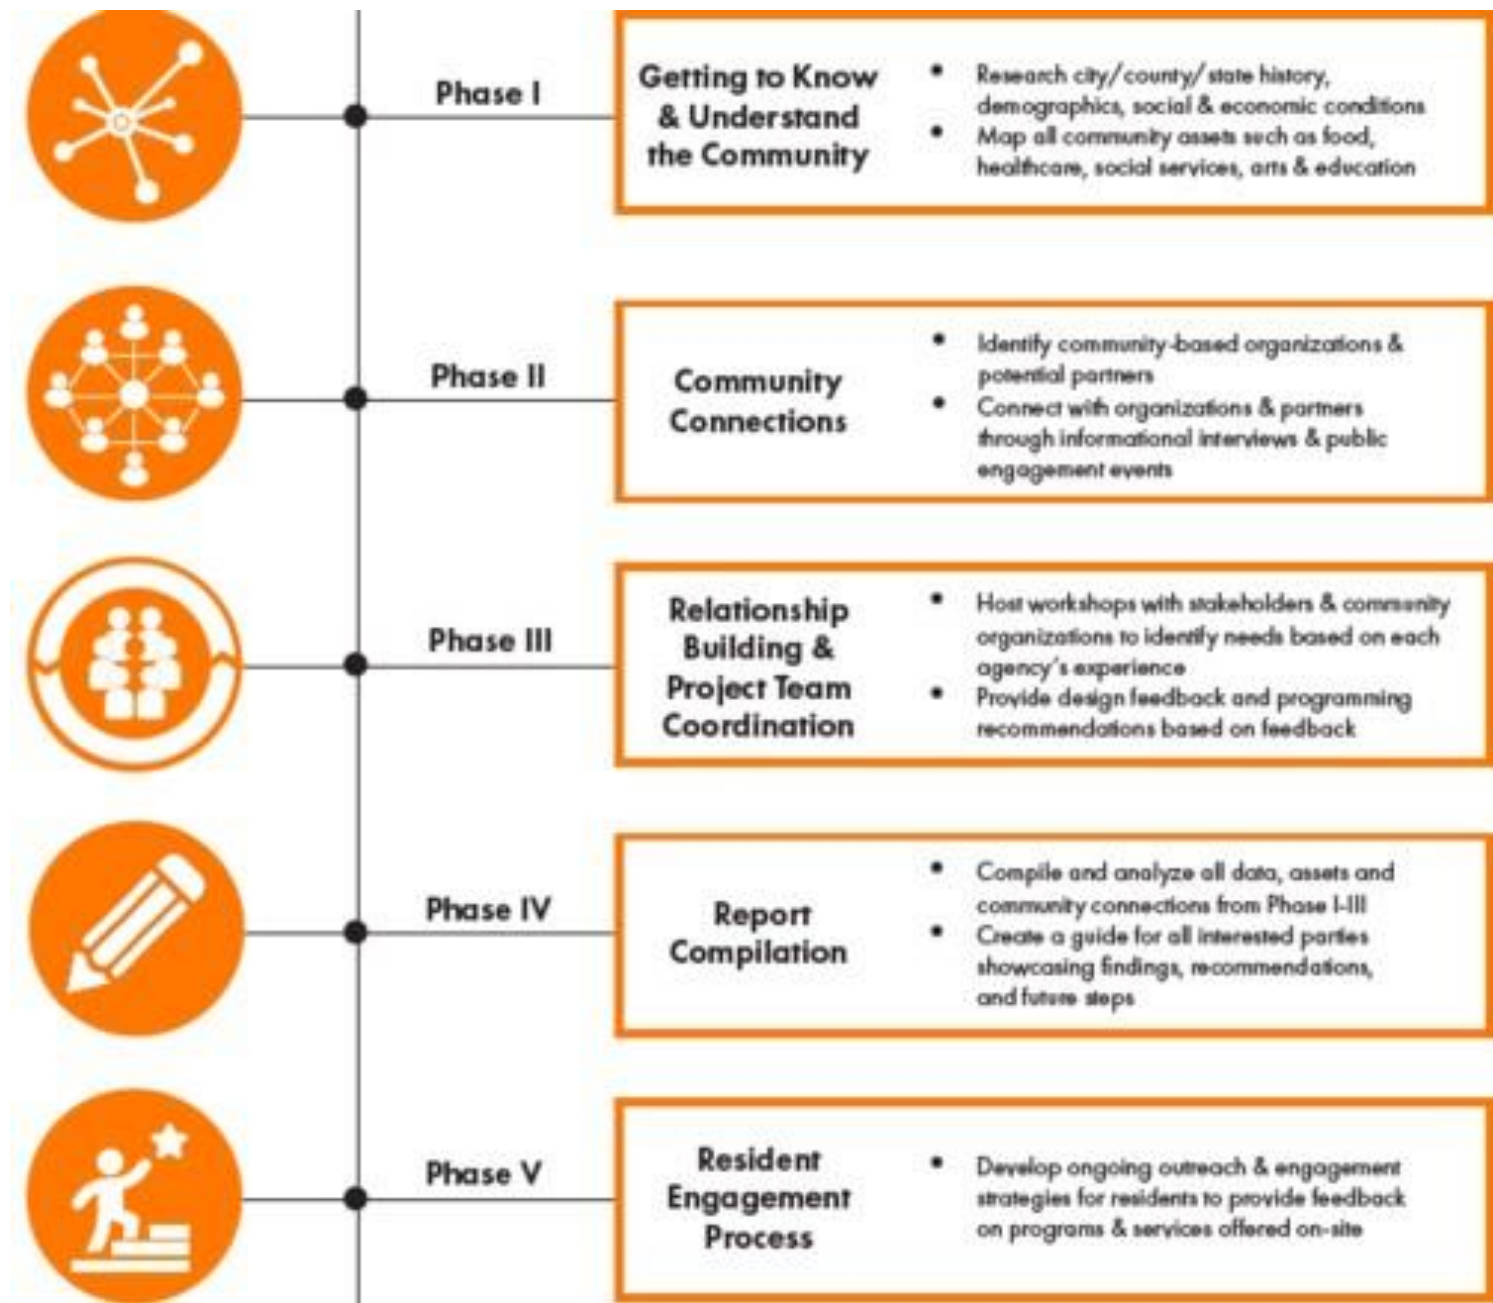 Phase I
Getting to Know
& Understand
the Community
• Research city/county/state history,
demographics, social & economic conditions
• Map all community assets such as food,
healthcare, social services, arts & education
Phase II
Community
Connections
• Identify community-based organizations &
potential partners
• Connect with organizations & partners
through informational interviews & public
engagement events
Phase III
Relationship
Building &
Project Team
Coordination
• Host workshops with stakeholders & community
organizations to identify needs based on each
agency's experience
• Provide design feedback and programming
recommendations based on feedback
Phase IV
Report
Compilation
• Compile and analyze all data, assets and
community connections from Phase I-III
• Create a guide for all interested parties
showcasing findings, recommendations,
and future steps
Phase V
Resident
Engagement
Process
• Develop ongoing outreach & engagement
strategies for residents to provide feedback
on programs & services offered on-site